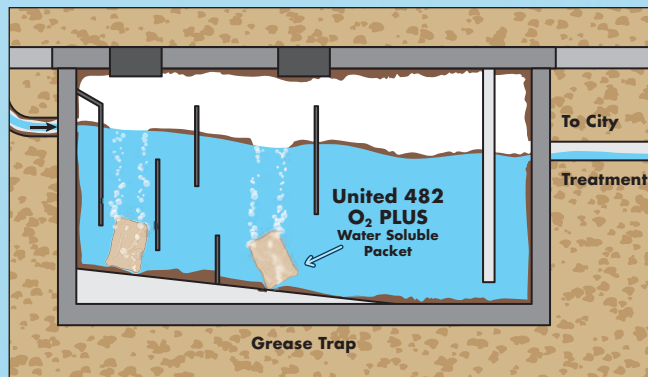 To City
Treatment
United 482
O₂ PLUS
Water Soluble
Packet
Grease Trap